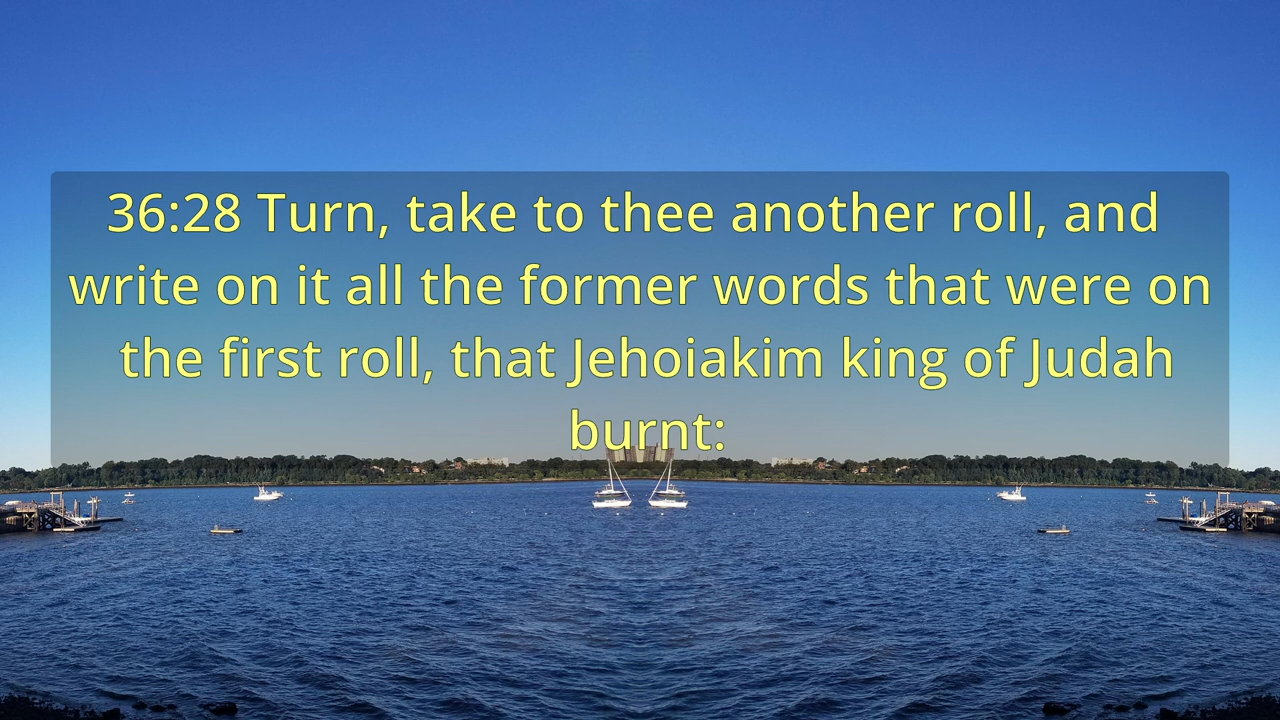 36:28 Turn, take to thee another roll, and
write on it all the former words that were on
the first roll, that Jehoiakim king of Judah
burnt: